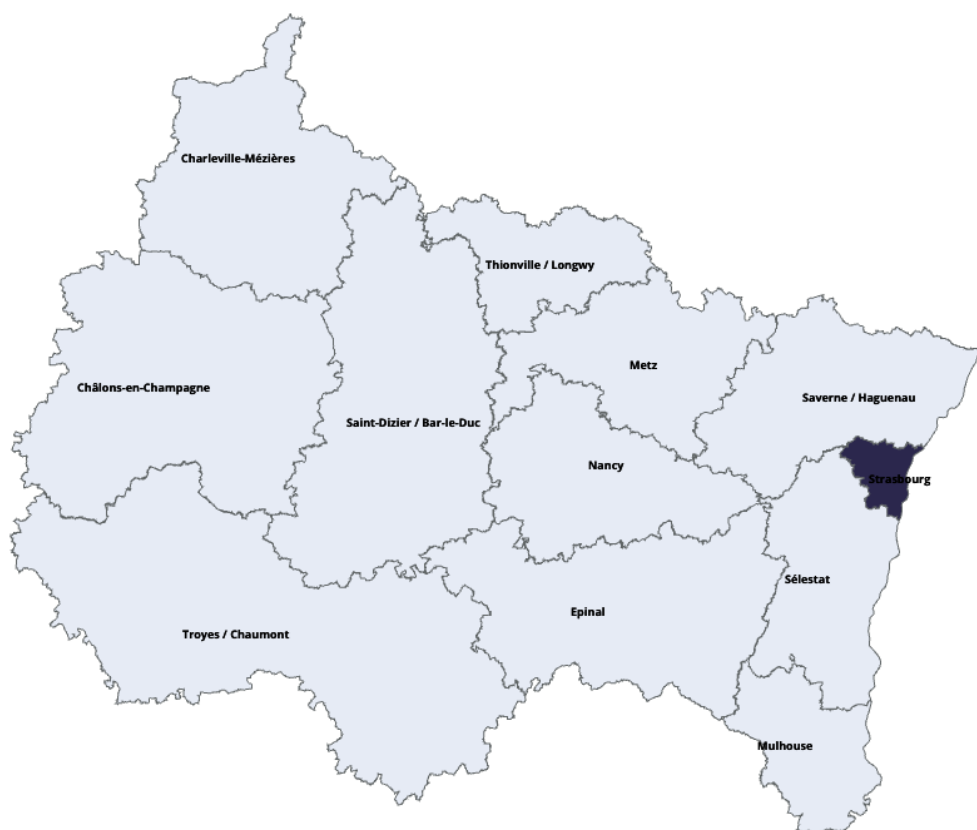 Charleville-Mézières
Thionville / Longwy
Metz
Châlons-en-Champagne
Saverne / Haguenau
Saint-Dizier / Bar-le-Duc
Nancy
Strasbourg
Sélestat
Epinal
Troyes / Chaumont
Mulhouse